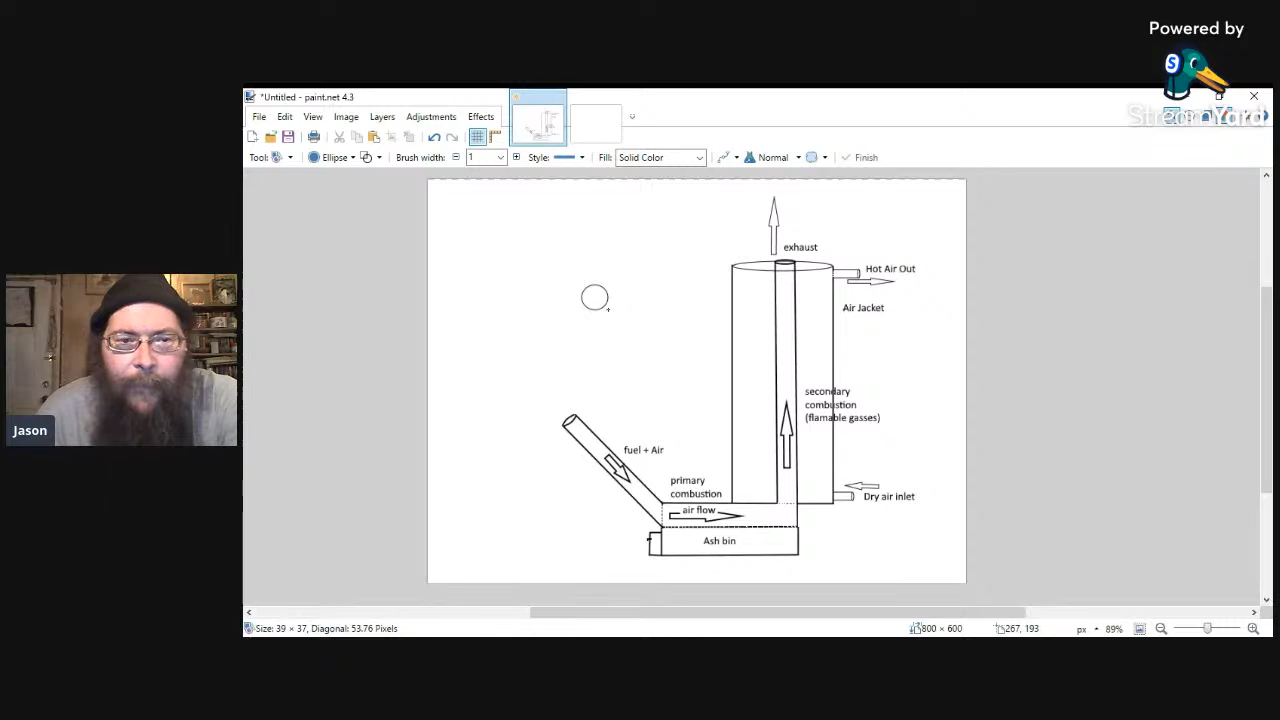 Powered by
StreamYard
*Untitled - paint.net 4.3
File Edit View Image Layers Adjustments Effects
Tool: Ellipse Brush width: 1 Style: Fill: Solid Color Normal Finish
exhaust
Hot Air Out
Air Jacket
secondary
combustion
(flamable gasses)
fuel + Air
primary
combustion
air flow
Dry air inlet
Ash bin
Jason
Size: 39 × 37, Diagonal: 53.76 Pixels 800 × 600 267, 193 px 89%